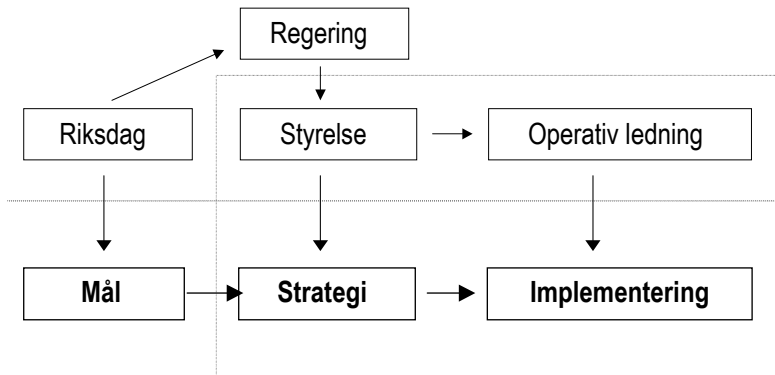 Regering
Riksdag
Styrelse
Operativ ledning
Mål
Strategi
Implementering